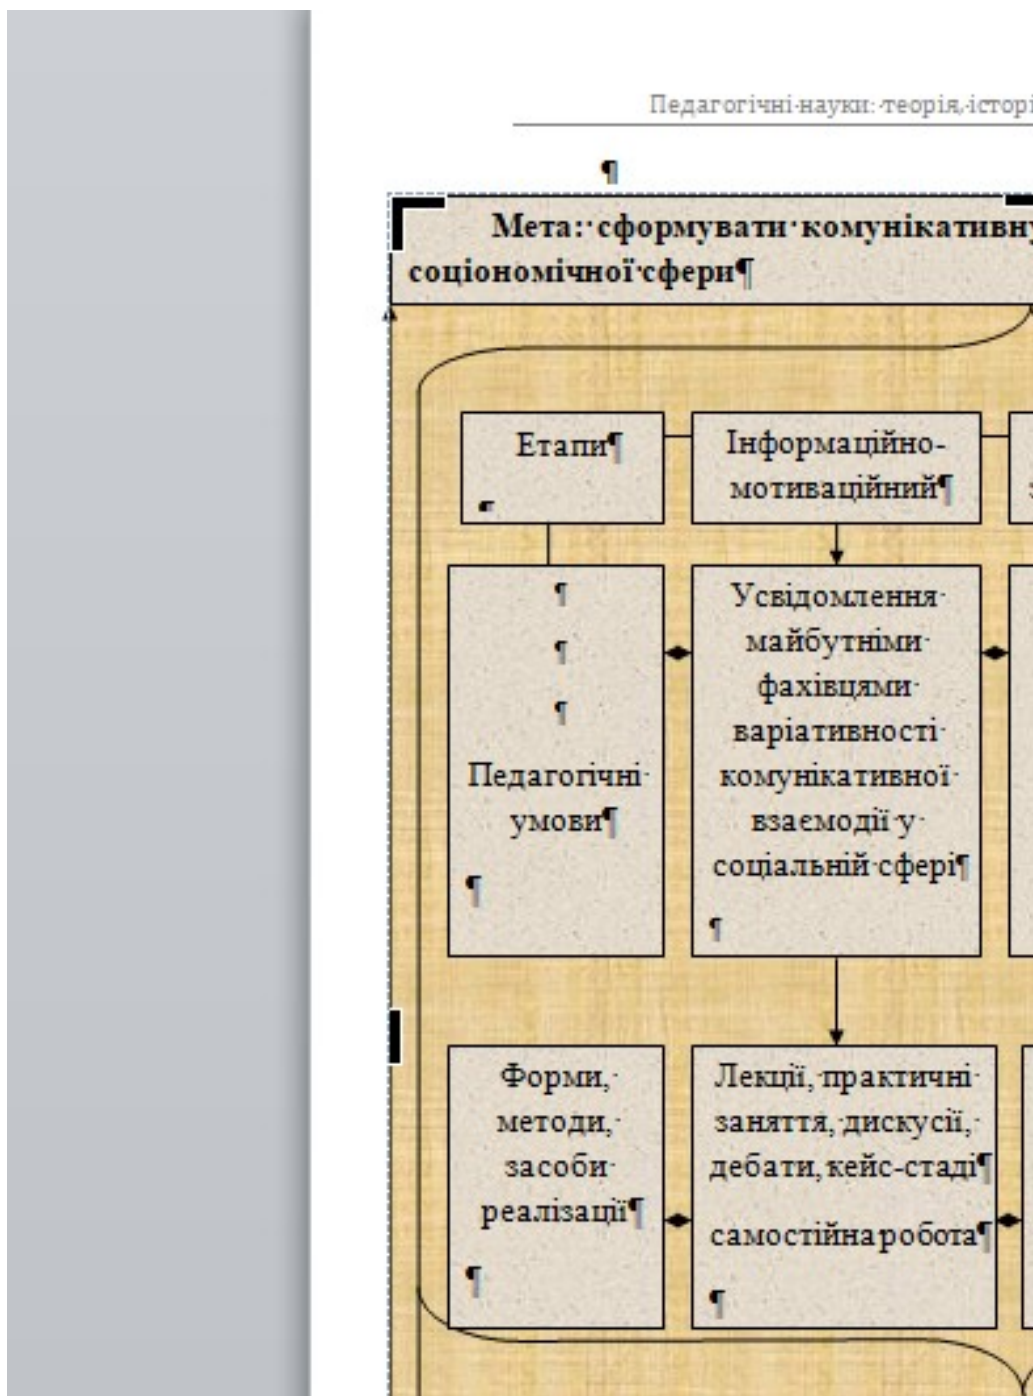 Педагогічні науки: теорія, історі
Мета: сформувати комунікативну
соціономічної сфери
Етапи
Інформаційно-
мотиваційний
Педагогічні
умови
Усвідомлення
майбутніми
фахівцями
варіативності
комунікативної
взаємодії у
соціальній сфері
Форми,
методи,
засоби
реалізації
Лекції, практичні
заняття, дискусії,
дебати, кейс-стаді
самостійна робота